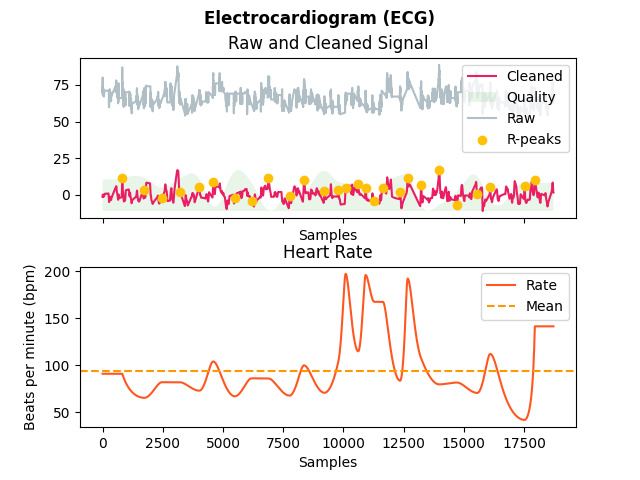 Electrocardiogram (ECG)
Raw and Cleaned Signal
75
50
25
0
Cleaned
Quality
Raw
R-peaks
Samples
Heart Rate
Beats per minute (bpm)
200
150
100
50
Rate
Mean
0 2500 5000 7500 10000 12500 15000 17500
Samples